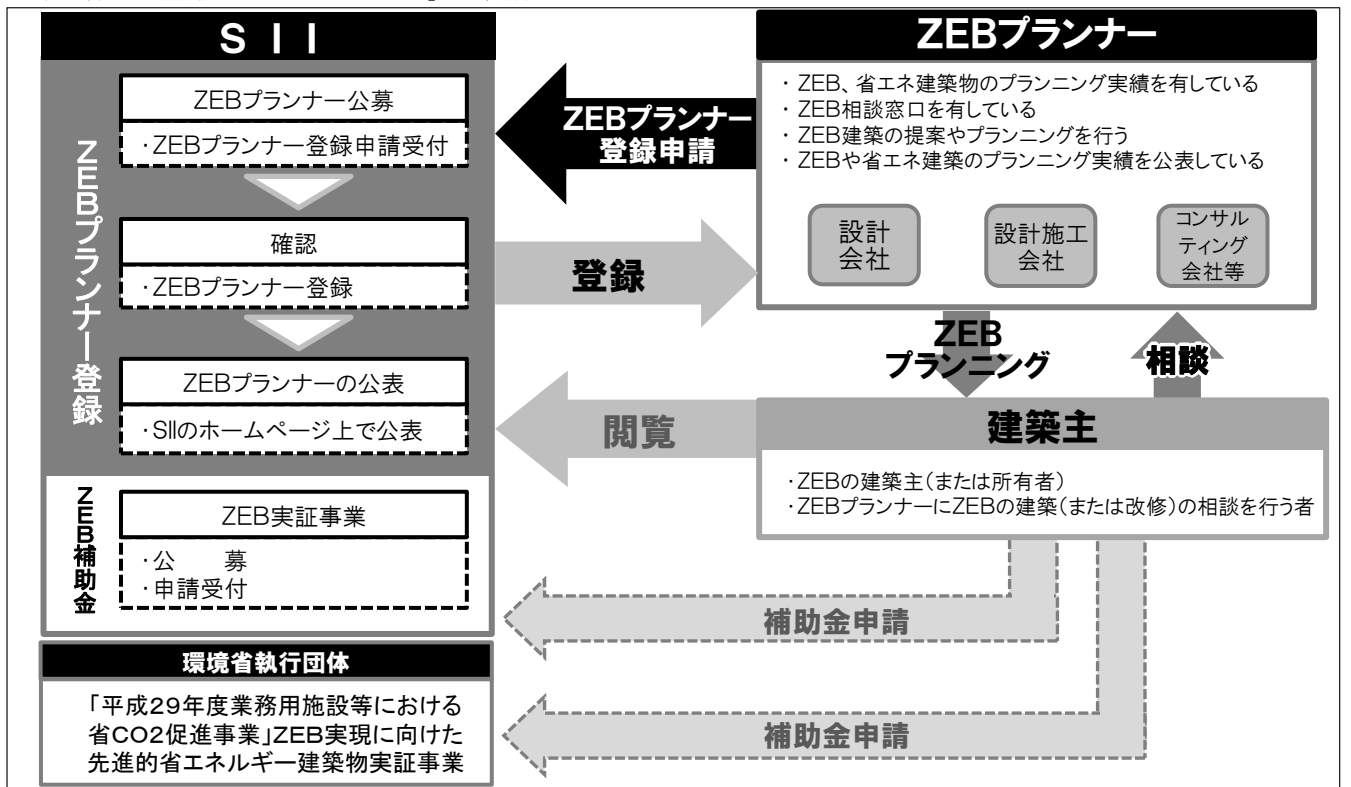 SII
ZEBプランナー登録
ZEBプランナー公募
・ZEBプランナー登録申請受付
確認
・ZEBプランナー登録
ZEBプランナーの公表
・SIIのホームページ上で公表
ZEB補助金
ZEB実証事業
・公　　募
・申請受付
環境省執行団体
「平成29年度業務用施設等における
省CO2促進事業」ZEB実現に向けた
先進的省エネルギー建築物実証事業
ZEBプランナー
登録申請
登録
閲覧
ZEBプランナー
・ ZEB、省エネ建築物のプランニング実績を有している
・ ZEB相談窓口を有している
・ ZEB建築の提案やプランニングを行う
・ ZEBや省エネ建築のプランニング実績を公表している
設計
会社
設計施工
会社
コンサル
ティング
会社等
ZEB
プランニング
相談
建築主
・ZEBの建築主(または所有者)
・ZEBプランナーにZEBの建築(または改修)の相談を行う者
補助金申請
補助金申請